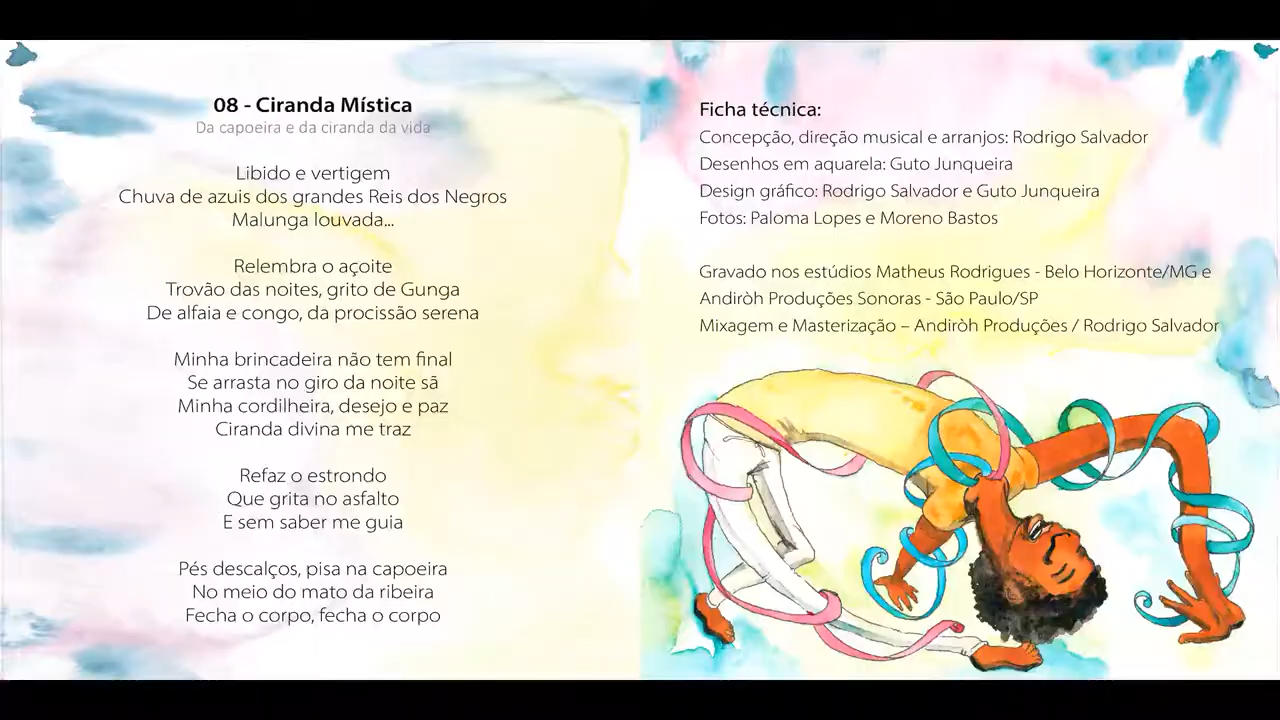 08 - Ciranda Mística
Da capoeira e da ciranda da vida
Libido e vertigem
Chuva de azuis dos grandes Reis dos Negros
Malunga louvada...
Relembra o açoite
Trovão das noites, grito de Gunga
De alfaia e congo, da procissão serena
Minha brincadeira não tem final
Se arrasta no giro da noite sã
Minha cordilheira, desejo e paz
Ciranda divina me traz
Refaz o estrondo
Que grita no asfalto
E sem saber me guia
Pés descalços, pisa na capoeira
No meio do mato da ribeira
Fecha o corpo, fecha o corpo
Ficha técnica:
Concepção, direção musical e arranjos: Rodrigo Salvador
Desenhos em aquarela: Guto Junqueira
Design gráfico: Rodrigo Salvador e Guto Junqueira
Fotos: Paloma Lopes e Moreno Bastos
Gravado nos estúdios Matheus Rodrigues - Belo Horizonte/MG e
Andiròh Produções Sonoras - São Paulo/SP
Mixagem e Masterização – Andiròh Produções / Rodrigo Salvador